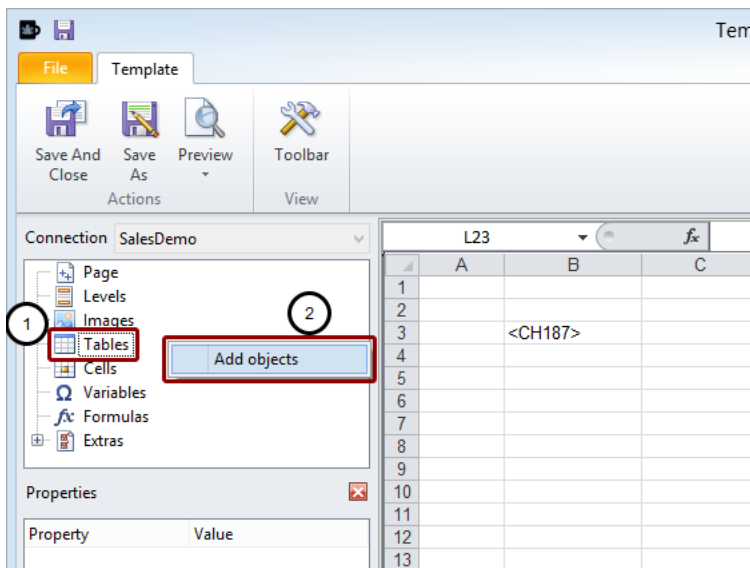 Tem
File Template
Save And Close
Save As
Preview
Toolbar
Actions View
Connection SalesDemo
L23 fx
A B C
Page
Levels
Images
Tables
Cells
Ω Variables
fx Formulas
Extras
1
2
Add objects
1
2
3 <CH187>
4
5
6
7
8
9
10
11
12
13
Properties
Property Value